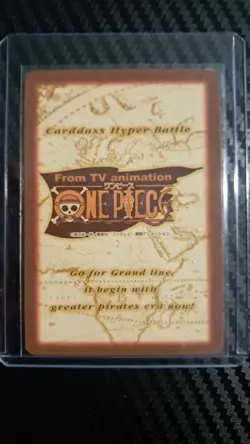 Carddass Hyper Battle
From TV animation
ワンピース
ONE PIECE
Go for Grand line.
it begin with
greater pirates era now!